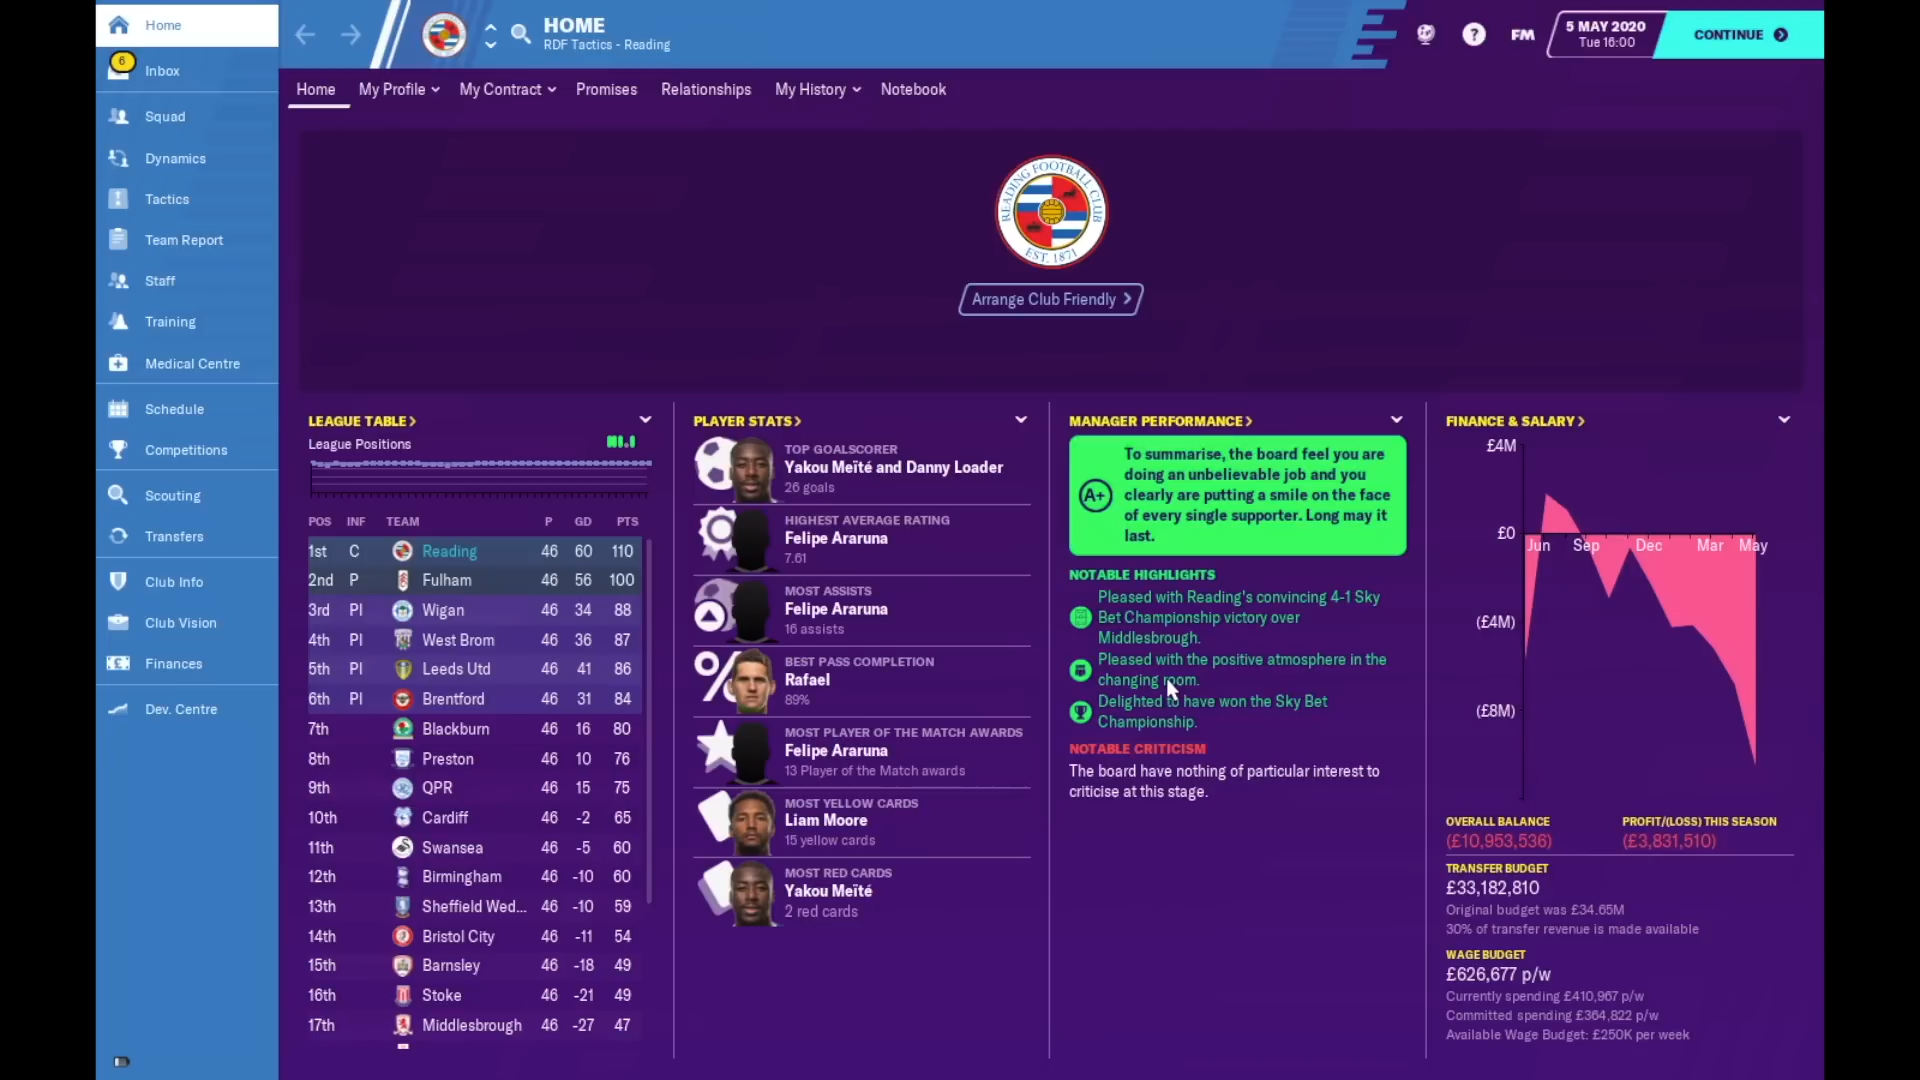 Home
6
Inbox
Squad
Dynamics
Tactics
Team Report
Staff
Training
Medical Centre
Schedule
Competitions
Scouting
Transfers
Club Info
Club Vision
Finances
Dev. Centre
HOME
RDF Tactics - Reading
?
FM
5 MAY 2020
Tue 16:00
CONTINUE
Home My Profile My Contract Promises Relationships My History Notebook
READING FOOTBALL CLUB
EST. 1871
Arrange Club Friendly
LEAGUE TABLE
League Positions
POS INF TEAM P GD PTS
1st C Reading 46 60 110
2nd P Fulham 46 56 100
3rd Pl Wigan 46 34 88
4th Pl West Brom 46 36 87
5th Pl Leeds Utd 46 41 86
6th Pl Brentford 46 31 84
7th Blackburn 46 16 80
8th Preston 46 10 76
9th QPR 46 15 75
10th Cardiff 46 -2 65
11th Swansea 46 -5 60
12th Birmingham 46 -10 60
13th Sheffield Wed... 46 -10 59
14th Bristol City 46 -11 54
15th Barnsley 46 -18 49
16th Stoke 46 -21 49
17th Middlesbrough 46 -27 47
PLAYER STATS
TOP GOALSCORER
Yakou Meïté and Danny Loader
26 goals
HIGHEST AVERAGE RATING
Felipe Araruna
7.61
MOST ASSISTS
Felipe Araruna
16 assists
BEST PASS COMPLETION
Rafael
89%
MOST PLAYER OF THE MATCH AWARDS
Felipe Araruna
13 Player of the Match awards
MOST YELLOW CARDS
Liam Moore
15 yellow cards
MOST RED CARDS
Yakou Meïté
2 red cards
MANAGER PERFORMANCE
A+
To summarise, the board feel you are
doing an unbelievable job and you
clearly are putting a smile on the face
of every single supporter. Long may it
last.
NOTABLE HIGHLIGHTS
Pleased with Reading's convincing 4-1 Sky
Bet Championship victory over
Middlesbrough.
Pleased with the positive atmosphere in the
changing room.
Delighted to have won the Sky Bet
Championship.
NOTABLE CRITICISM
The board have nothing of particular interest to
criticise at this stage.
FINANCE & SALARY
£4M
£0
(£4M)
(£8M)
Jun Sep Dec Mar May
OVERALL BALANCE PROFIT/(LOSS) THIS SEASON
(£10,953,536) (£3,831,510)
TRANSFER BUDGET
£33,182,810
Original budget was £34.65M
30% of transfer revenue is made available
WAGE BUDGET
£626,677 p/w
Currently spending £410,967 p/w
Committed spending £364,822 p/w
Available Wage Budget: £250K per week